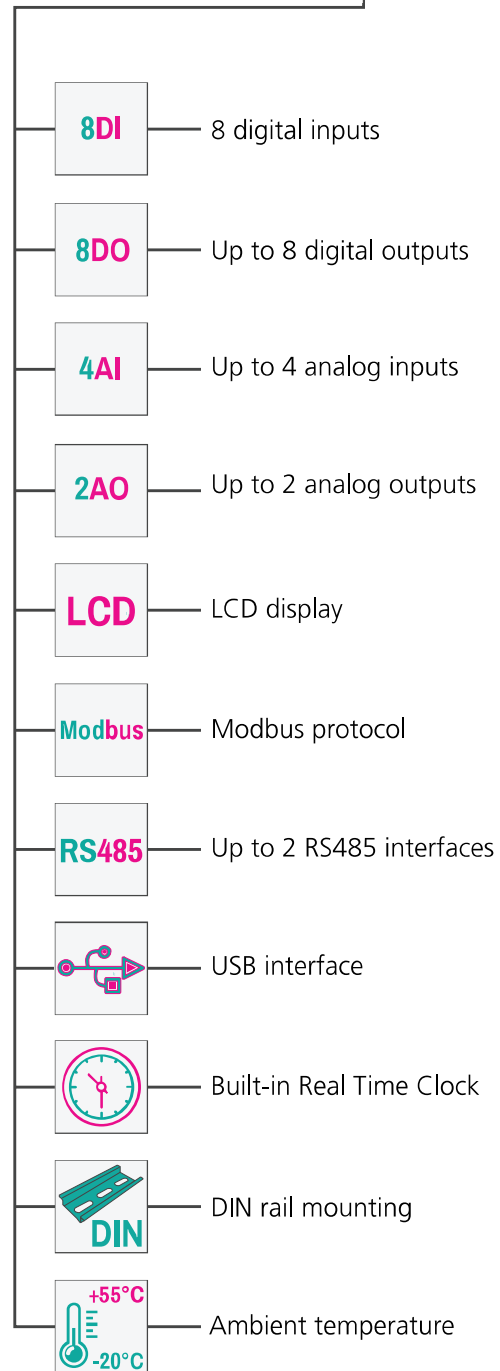 8DI
8 digital inputs
8DO
Up to 8 digital outputs
4AI
Up to 4 analog inputs
2AO
Up to 2 analog outputs
LCD
LCD display
Modbus
Modbus protocol
RS485
Up to 2 RS485 interfaces
USB interface
Built-in Real Time Clock
DIN
DIN rail mounting
+55°C
-20°C
Ambient temperature